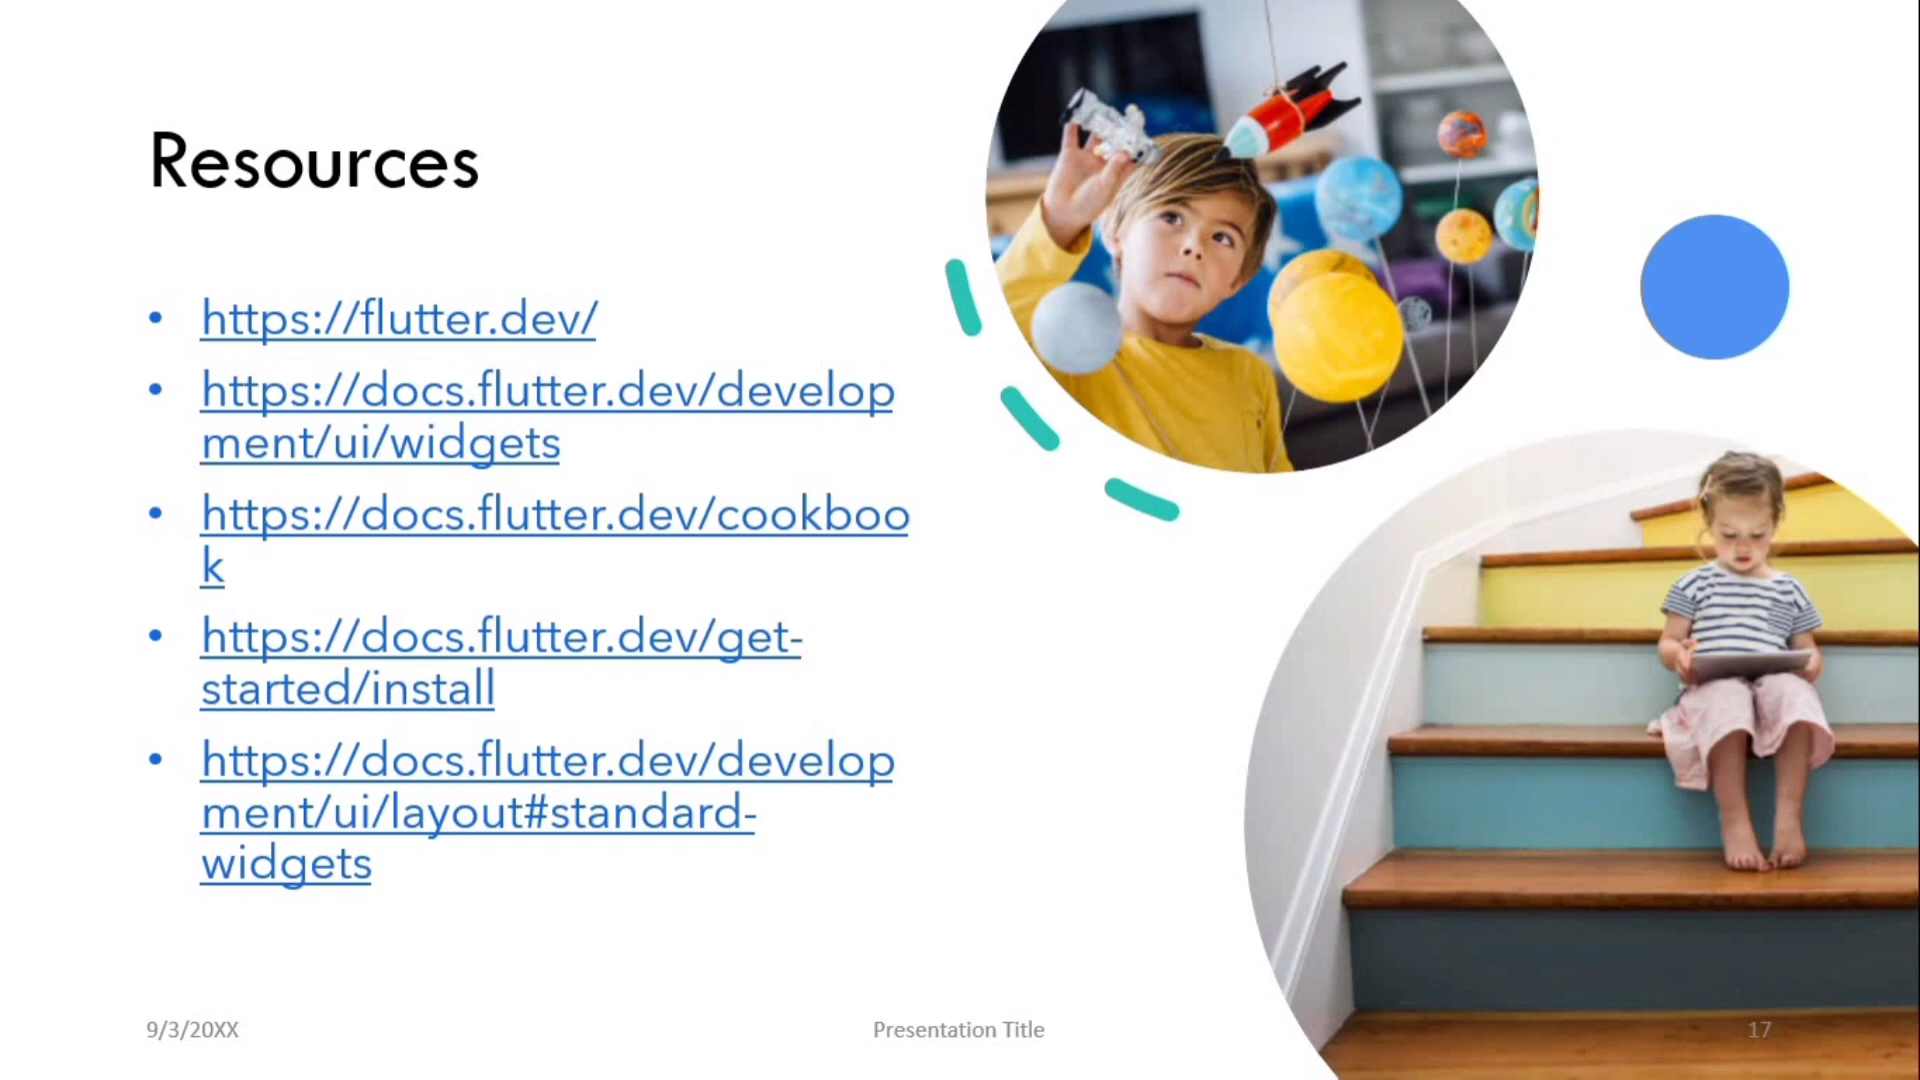 Resources
• https://flutter.dev/
• https://docs.flutter.dev/develop
ment/ui/widgets
• https://docs.flutter.dev/cookboo
k
• https://docs.flutter.dev/get-
started/install
• https://docs.flutter.dev/develop
ment/ui/layout#standard-
widgets
9/3/20XX
Presentation Title
17